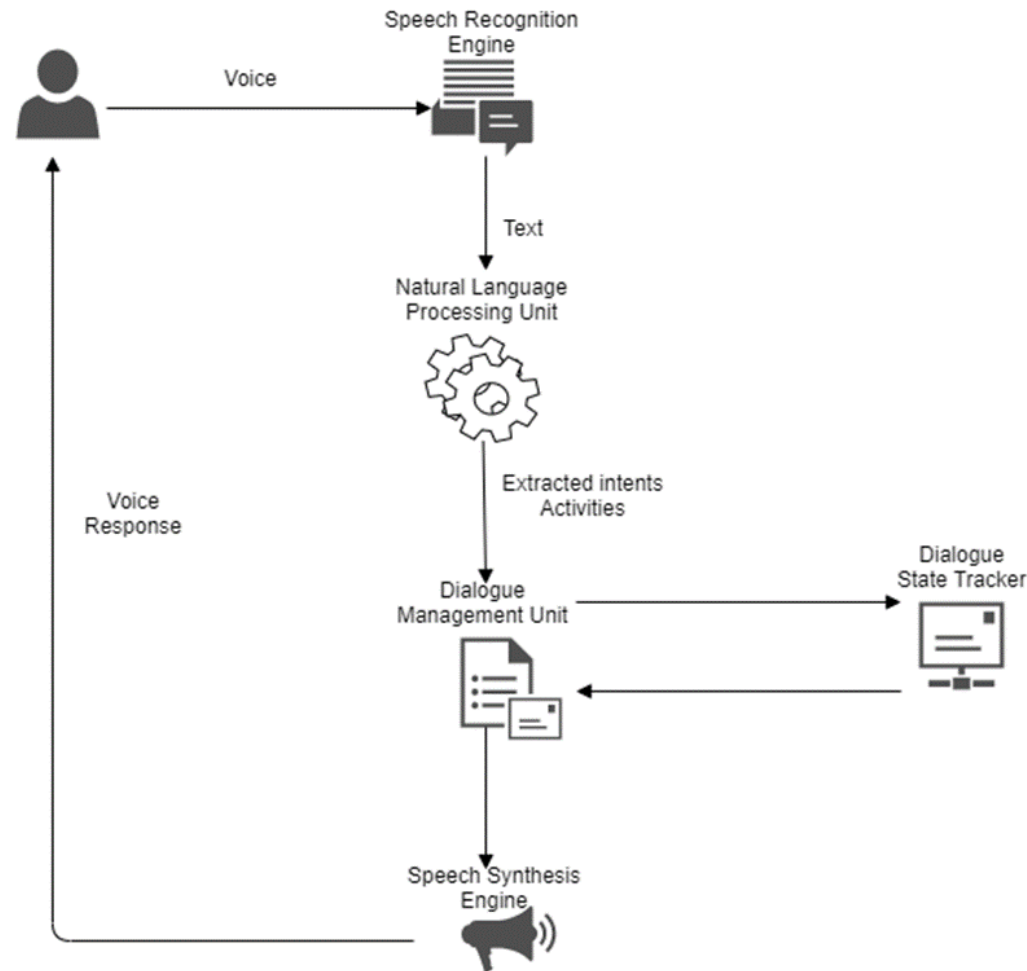 Speech Recognition
Engine
Voice
Text
Natural Language
Processing Unit
Extracted intents
Activities
Voice
Response
Dialogue
State Tracker
Dialogue
Management Unit
Speech Synthesis
Engine